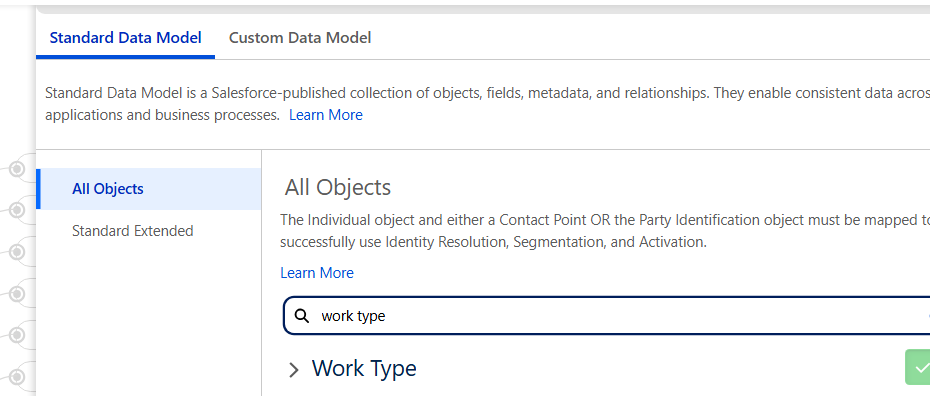 Standard Data Model Custom Data Model
Standard Data Model is a Salesforce-published collection of objects, fields, metadata, and relationships. They enable consistent data
applications and business processes. Learn More
All Objects
Standard Extended
All Objects
The Individual object and either a Contact Point OR the Party Identification object must be mapped
successfully use Identity Resolution, Segmentation, and Activation.
Learn More
work type
Work Type